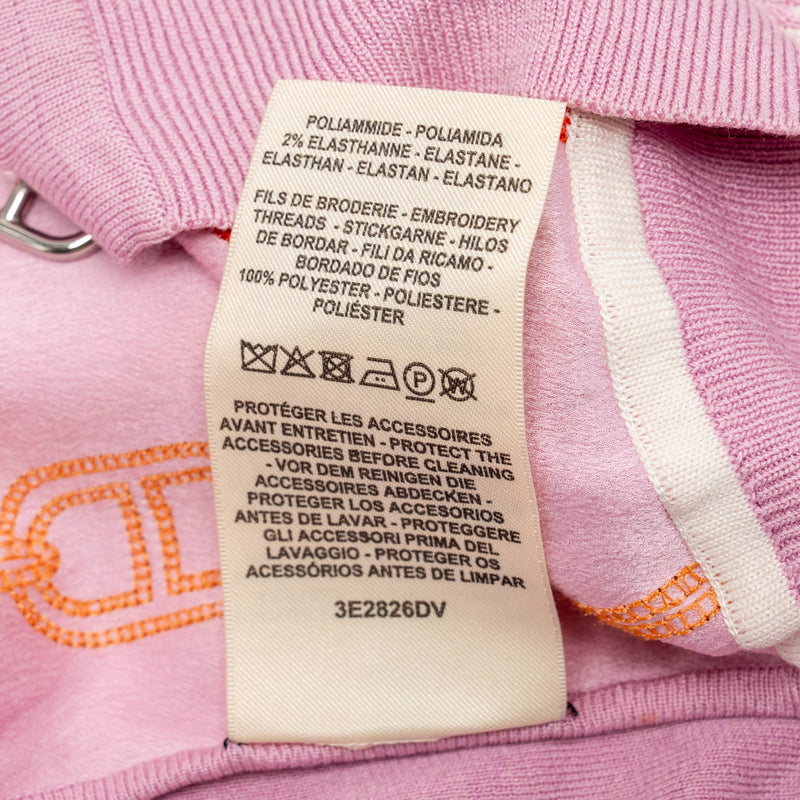 POLIAMMIDE - POLIAMIDA
2% ELASTHANNE - ELASTANE -
ELASTHAN - ELASTAN - ELASTANO
FILS DE BRODERIE - EMBROIDERY
THREADS - STICKGARNE - HILOS
DE BORDAR - FILI DA RICAMO -
BORDADO DE FIOS
100% POLYESTER - POLIESTERE -
POLIÉSTER
P W
PROTÉGER LES ACCESSOIRES
AVANT ENTRETIEN - PROTECT THE
ACCESSORIES BEFORE CLEANING
- VOR DEM REINIGEN DIE
ACCESSOIRES ABDECKEN -
PROTEGER LOS ACCESORIOS
ANTES DE LAVAR - PROTEGGERE
GLI ACCESSORI PRIMA DEL
LAVAGGIO - PROTEGER OS
ACESSÓRIOS ANTES DE LIMPAR
3E2826DV